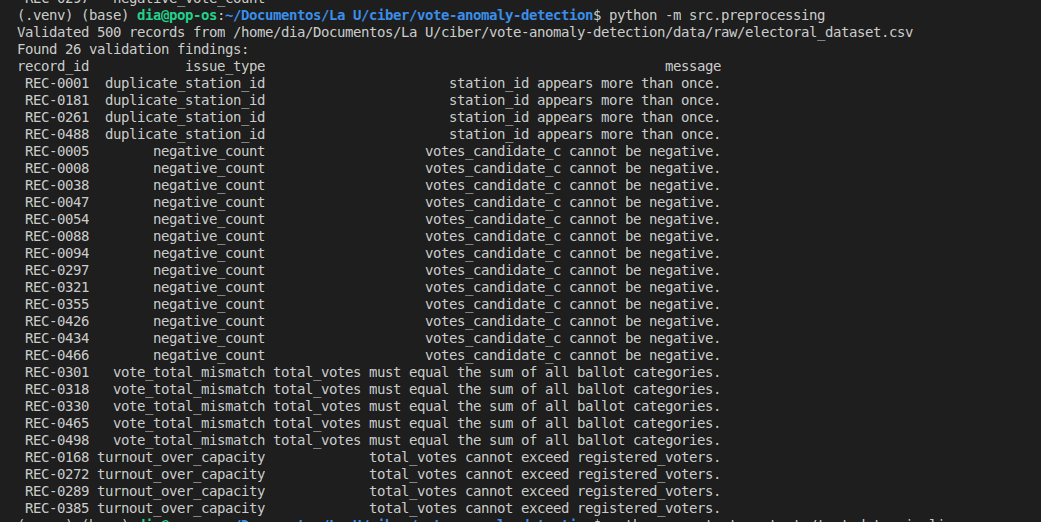 REC-0297 negative_vote_count
(.venv) (base) dia@pop-os:~/Documentos/La U/ciber/vote-anomaly-detection$ python -m src.preprocessing
Validated 500 records from /home/dia/Documentos/La U/ciber/vote-anomaly-detection/data/raw/electoral_dataset.csv
Found 26 validation findings:
record_id issue_type message
REC-0001 duplicate_station_id station_id appears more than once.
REC-0181 duplicate_station_id station_id appears more than once.
REC-0261 duplicate_station_id station_id appears more than once.
REC-0488 duplicate_station_id station_id appears more than once.
REC-0005 negative_count votes_candidate_c cannot be negative.
REC-0008 negative_count votes_candidate_c cannot be negative.
REC-0038 negative_count votes_candidate_c cannot be negative.
REC-0047 negative_count votes_candidate_c cannot be negative.
REC-0054 negative_count votes_candidate_c cannot be negative.
REC-0088 negative_count votes_candidate_c cannot be negative.
REC-0094 negative_count votes_candidate_c cannot be negative.
REC-0297 negative_count votes_candidate_c cannot be negative.
REC-0321 negative_count votes_candidate_c cannot be negative.
REC-0355 negative_count votes_candidate_c cannot be negative.
REC-0426 negative_count votes_candidate_c cannot be negative.
REC-0434 negative_count votes_candidate_c cannot be negative.
REC-0466 negative_count votes_candidate_c cannot be negative.
REC-0301 vote_total_mismatch total_votes must equal the sum of all ballot categories.
REC-0318 vote_total_mismatch total_votes must equal the sum of all ballot categories.
REC-0330 vote_total_mismatch total_votes must equal the sum of all ballot categories.
REC-0465 vote_total_mismatch total_votes must equal the sum of all ballot categories.
REC-0498 vote_total_mismatch total_votes must equal the sum of all ballot categories.
REC-0168 turnout_over_capacity total_votes cannot exceed registered_voters.
REC-0272 turnout_over_capacity total_votes cannot exceed registered_voters.
REC-0289 turnout_over_capacity total_votes cannot exceed registered_voters.
REC-0385 turnout_over_capacity total_votes cannot exceed registered_voters.